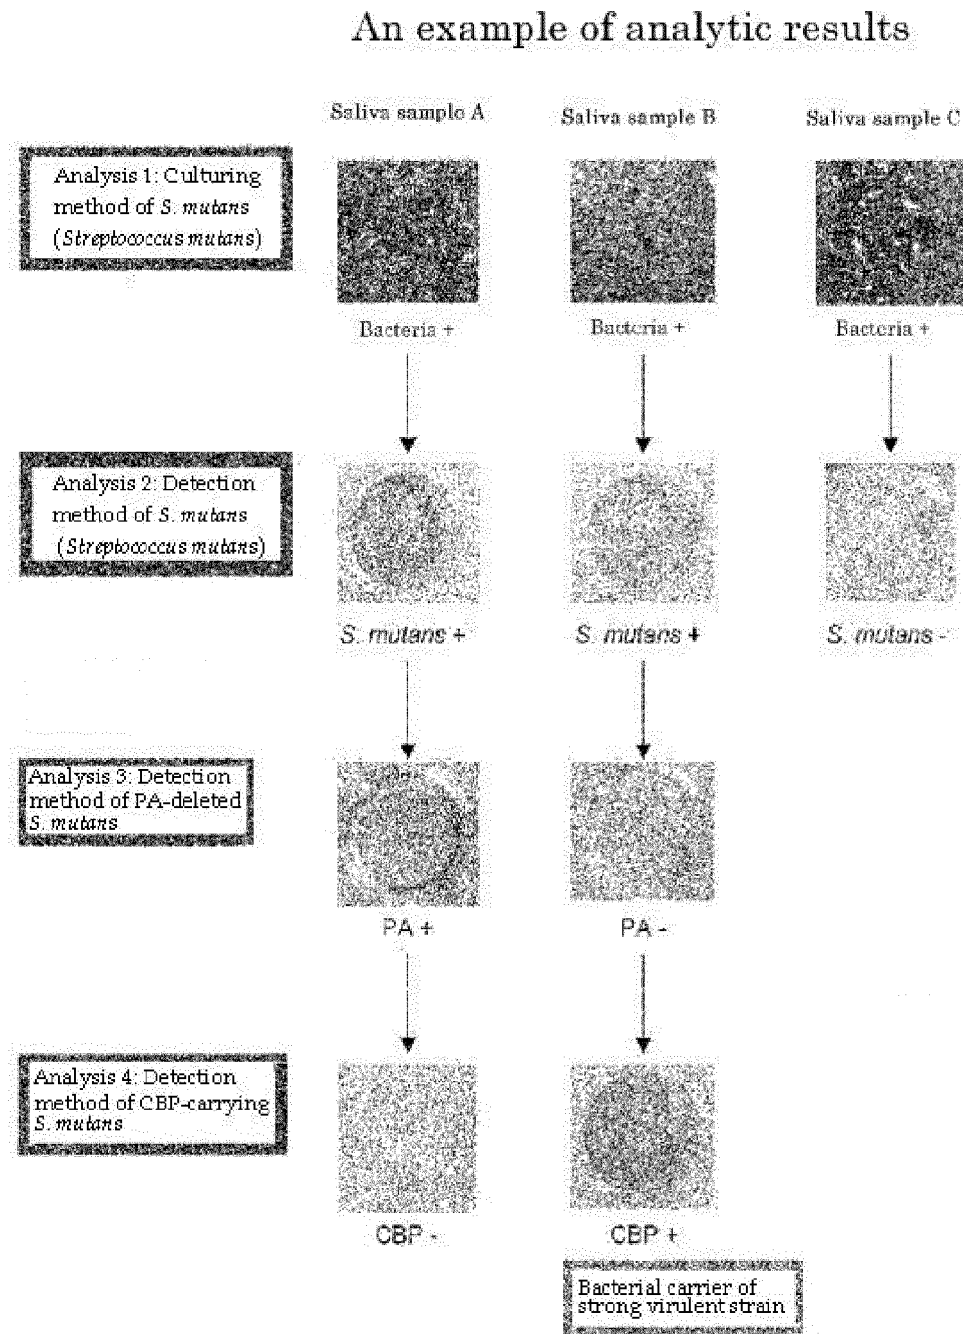 An example of analytic results
Saliva sample A
Saliva sample B
Saliva sample C
Analysis 1: Culturing
method of S. mutans
(Streptococcus mutans)
Bacteria +
Bacteria +
Bacteria +
Analysis 2: Detection
method of S. mutans
(Streptococcus mutans)
S. mutans +
S. mutans +
S. mutans -
Analysis 3: Detection
method of PA-deleted
S. mutans
PA +
PA -
Analysis 4: Detection
method of CBP-carrying
S. mutans
CBP -
CBP +
Bacterial carrier of
strong virulent strain